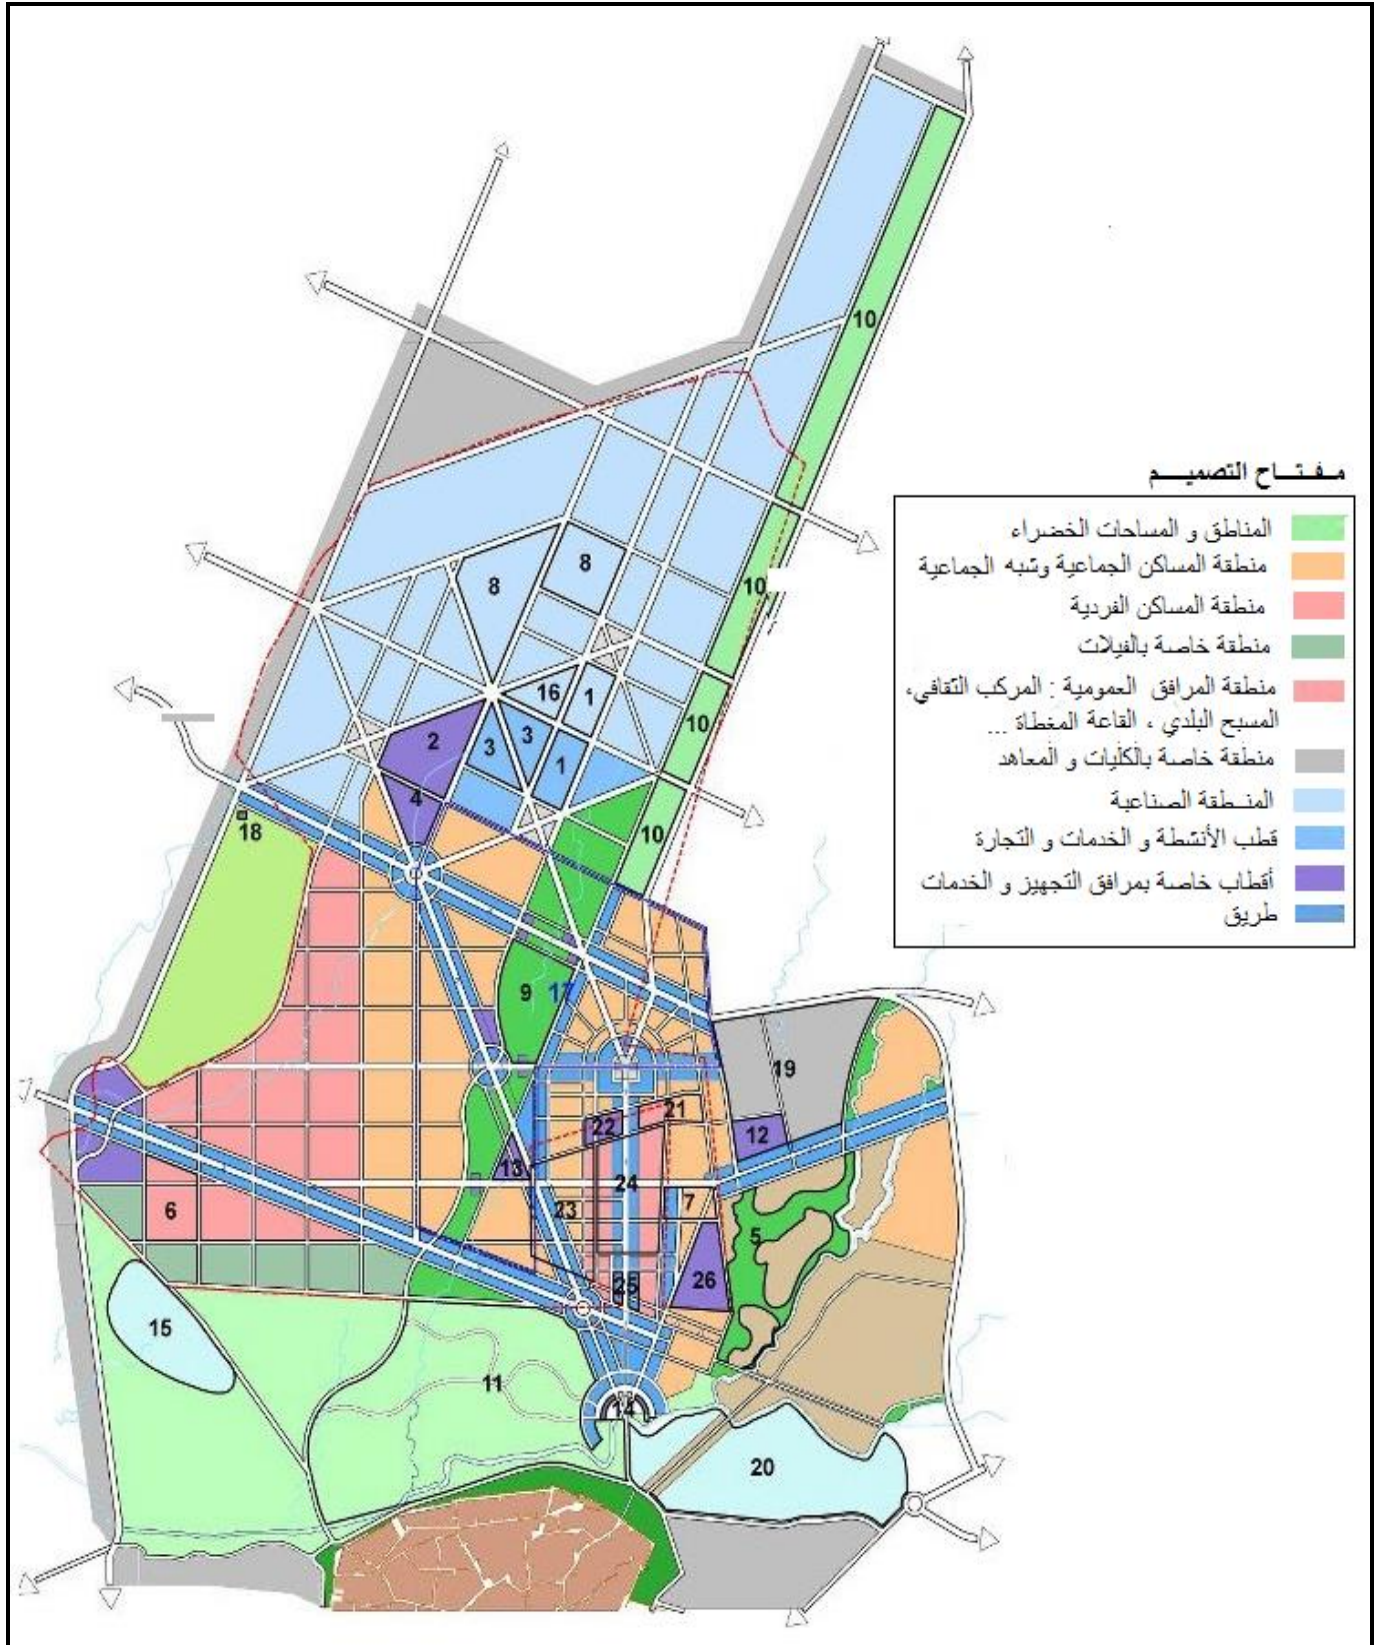 10
مـفـتــاح التصميـــم
المناطق و المساحات الخضراء
منطقة المساكن الجماعية وشبه الجماعية
منطقة المساكن الفردية
منطقة خاصة بالفيلات
منطقة المرافق العمومية : المركب الثقافي،
المسبح البلدي ، القاعة المغطاة ...
منطقة خاصة بالكليات و المعاهد
المنـطقة الصناعية
قطب الأنشطة و الخدمات و التجارة
أقطاب خاصة بمرافق التجهيز و الخدمات
طريق
8
8
10
16
1
2
3
3
1
10
4
10
18
9
17
19
21
22
12
13
24
6
23
7
5
26
25
15
11
14
20